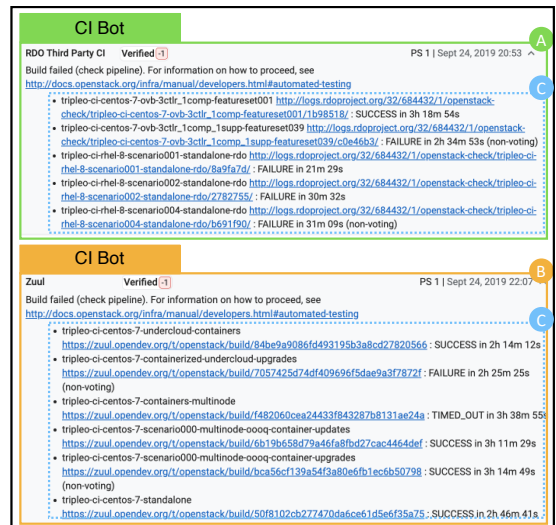 CI Bot
A
RDO Third Party CI Verified -1 PS 1 | Sept 24, 2019 20:53
Build failed (check pipeline). For information on how to proceed, see
http://docs.openstack.org/infra/manual/developers.html#automated-testing
C
• tripleo-ci-centos-7-ovb-3ctlr_1comp-featureset001 http://logs.rdoproject.org/32/684432/1/openstack-
check/tripleo-ci-centos-7-ovb-3ctlr_1comp-featureset001/1b98518/ : SUCCESS in 3h 18m 54s
• tripleo-ci-centos-7-ovb-3ctlr_1comp_1supp-featureset039 http://logs.rdoproject.org/32/684432/1/openstack-
check/tripleo-ci-centos-7-ovb-3ctlr_1comp_1supp-featureset039/c0e46b3/ : FAILURE in 2h 34m 53s (non-voting)
• tripleo-ci-rhel-8-scenario001-standalone-rdo http://logs.rdoproject.org/32/684432/1/openstack-check/tripleo-ci-
rhel-8-scenario001-standalone-rdo/8a9fa7d/ : FAILURE in 21m 29s
• tripleo-ci-rhel-8-scenario002-standalone-rdo http://logs.rdoproject.org/32/684432/1/openstack-check/tripleo-ci-
rhel-8-scenario002-standalone-rdo/2782755/ : FAILURE in 30m 32s
• tripleo-ci-rhel-8-scenario004-standalone-rdo http://logs.rdoproject.org/32/684432/1/openstack-check/tripleo-ci-
rhel-8-scenario004-standalone-rdo/b691f90/ : FAILURE in 31m 09s (non-voting)
CI Bot
B
Zuul Verified -1 PS 1 | Sept 24, 2019 22:07
Build failed (check pipeline). For information on how to proceed, see
http://docs.openstack.org/infra/manual/developers.html#automated-testing
C
• tripleo-ci-centos-7-undercloud-containers
https://zuul.opendev.org/t/openstack/build/84be9a9086fd493195b3a8cd27820566 : SUCCESS in 2h 14m 12s
• tripleo-ci-centos-7-containerized-undercloud-upgrades
https://zuul.opendev.org/t/openstack/build/7057425d74df409696f5dae9a3f7872f : FAILURE in 2h 25m 25s
(non-voting)
• tripleo-ci-centos-7-containers-multinode
https://zuul.opendev.org/t/openstack/build/f482060cea24433f843287b8131ae24a : TIMED_OUT in 3h 38m 55s
• tripleo-ci-centos-7-scenario000-multinode-oooq-container-updates
https://zuul.opendev.org/t/openstack/build/6b19b658d79a46fa8fbd27cac4464def : SUCCESS in 3h 11m 29s
• tripleo-ci-centos-7-scenario000-multinode-oooq-container-upgrades
https://zuul.opendev.org/t/openstack/build/bca56cf139a54f3a80e6fb1ec6b50798 : SUCCESS in 3h 14m 49s
(non-voting)
• tripleo-ci-centos-7-standalone
https://zuul.opendev.org/t/openstack/build/50f8102cb277470da6ce61d5e6f35a75 : SUCCESS in 2h 46m 41s